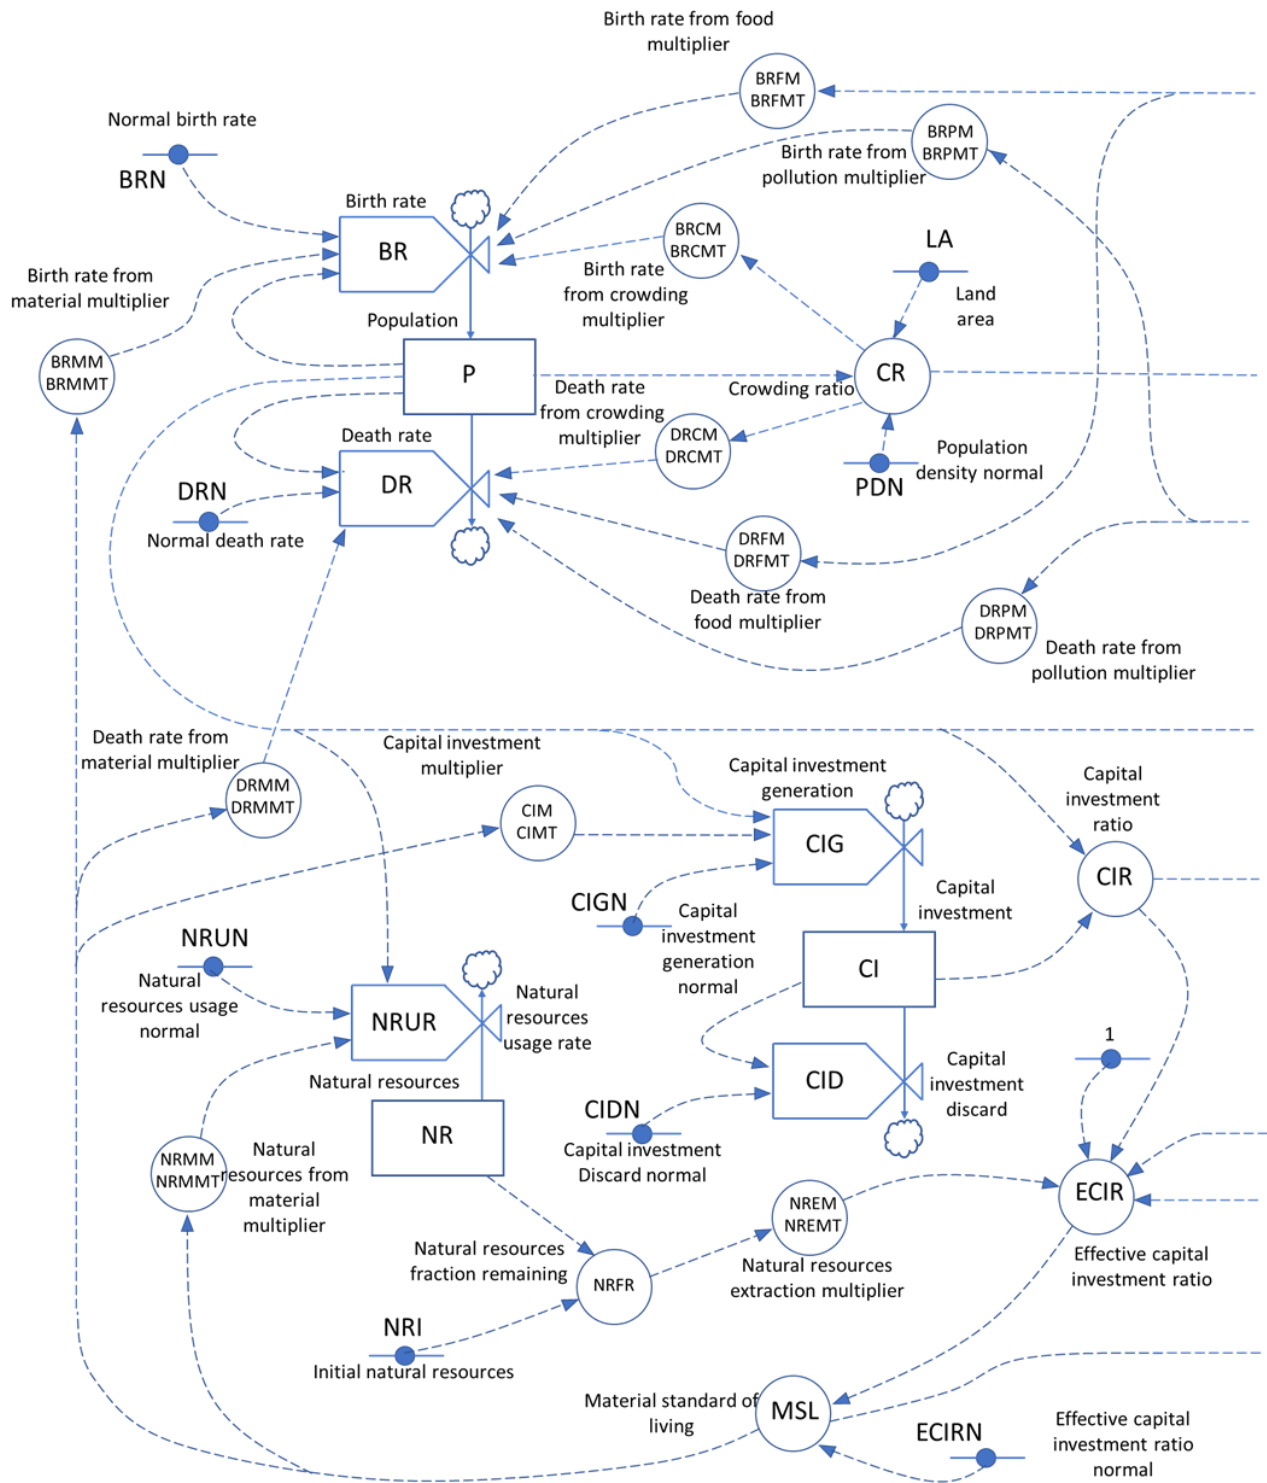 Birth rate from food
multiplier
BRFM
BRFMT
Normal birth rate
BRN
BRPM
BRPMT
Birth rate from
pollution multiplier
Birth rate
BR
BRCM
BRCMT
Birth rate
from crowding
multiplier
LA
Land
area
Birth rate from
material multiplier
BRMM
BRMMT
Population
P
CR
Crowding ratio
Death rate
from crowding
multiplier
DRCM
DRCMT
Population
density normal
PDN
Death rate
DR
DRN
Normal death rate
DRFM
DRFMT
Death rate from
food multiplier
DRPM
DRPMT
Death rate from
pollution multiplier
Death rate from
material multiplier
DRMM
DRMMT
Capital investment
multiplier
CIM
CIMT
Capital investment
generation
CIG
Capital
investment
ratio
CIR
CIGN
Capital
investment
generation
normal
Capital
investment
CI
NRUN
Natural
resources usage
normal
NRUR
Natural
resources
usage rate
Natural resources
NR
CID
Capital
investment
discard
CIDN
Capital investment
Discard normal
1
ECIR
Effective capital
investment ratio
NRMM
NRMMT
Natural
resources from
material
multiplier
NREM
NREMT
Natural resources
extraction multiplier
Natural resources
fraction remaining
NRFR
NRI
Initial natural resources
Material standard of
living
MSL
ECIRN
Effective capital
investment ratio
normal